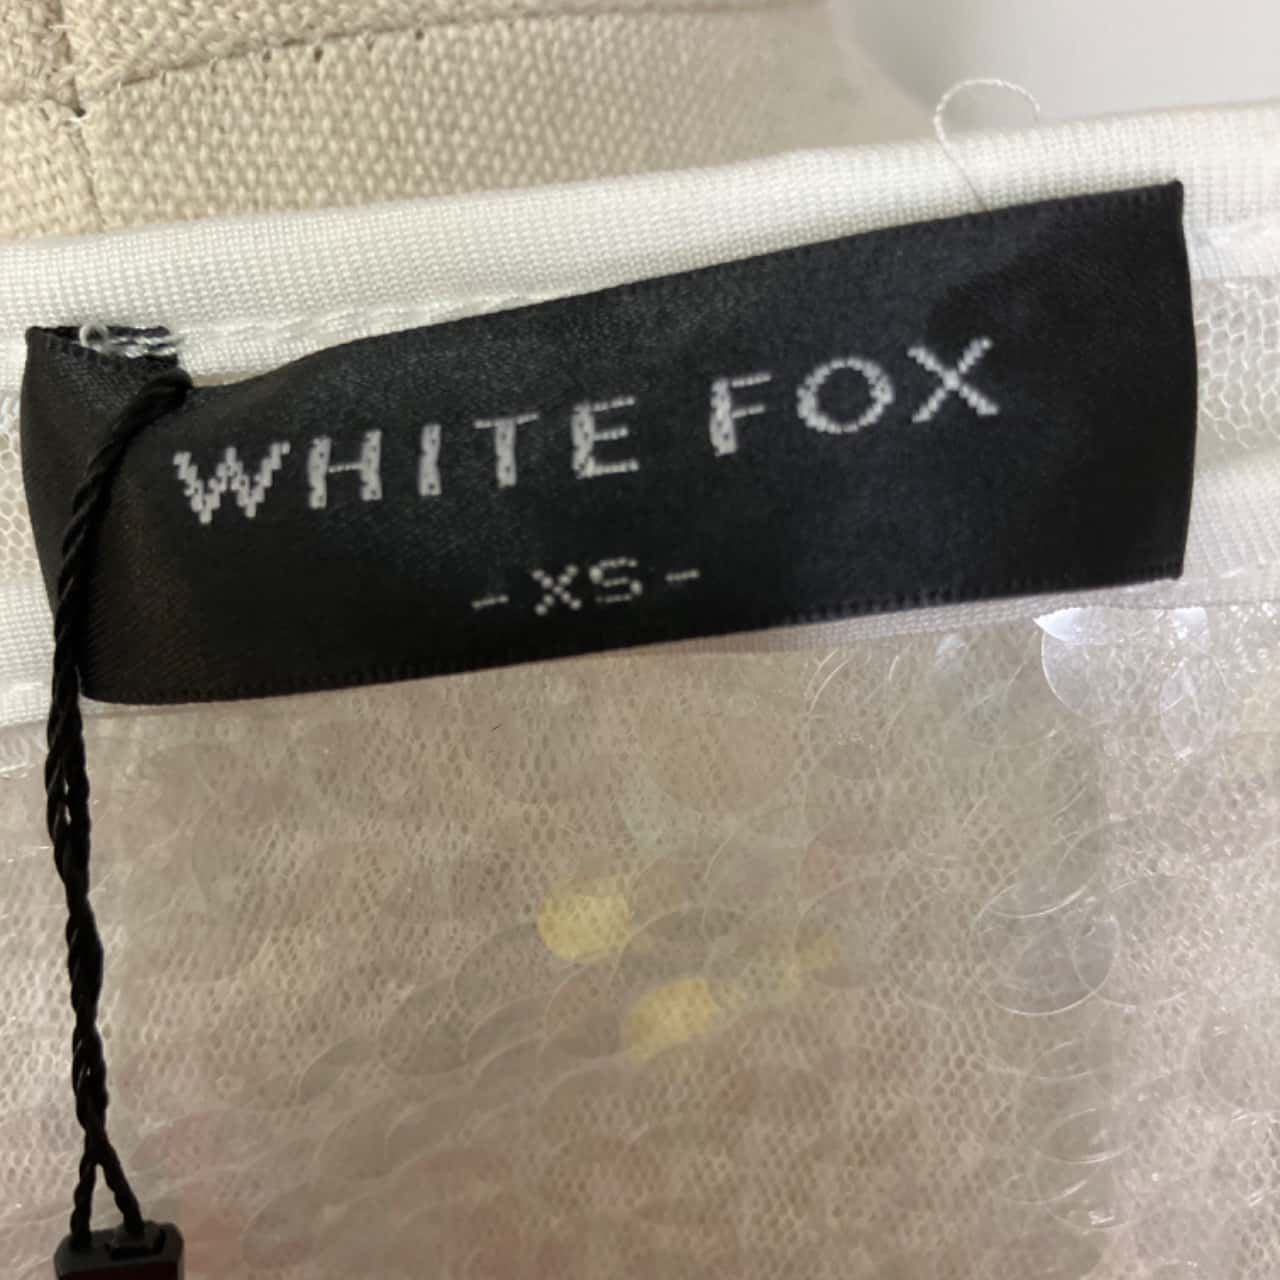 WHITE FOX
- XS -